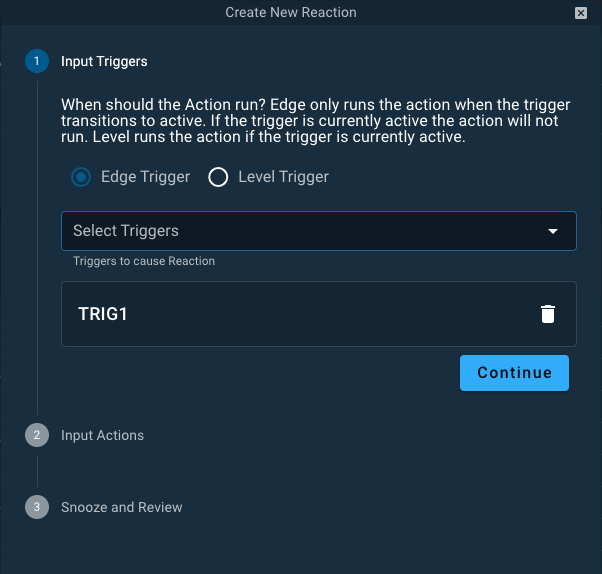 Create New Reaction
1 Input Triggers
When should the Action run? Edge only runs the action when the trigger
transitions to active. If the trigger is currently active the action will not
run. Level runs the action if the trigger is currently active.
Edge Trigger Level Trigger
Select Triggers
Triggers to cause Reaction
TRIG1
Continue
2 Input Actions
3 Snooze and Review